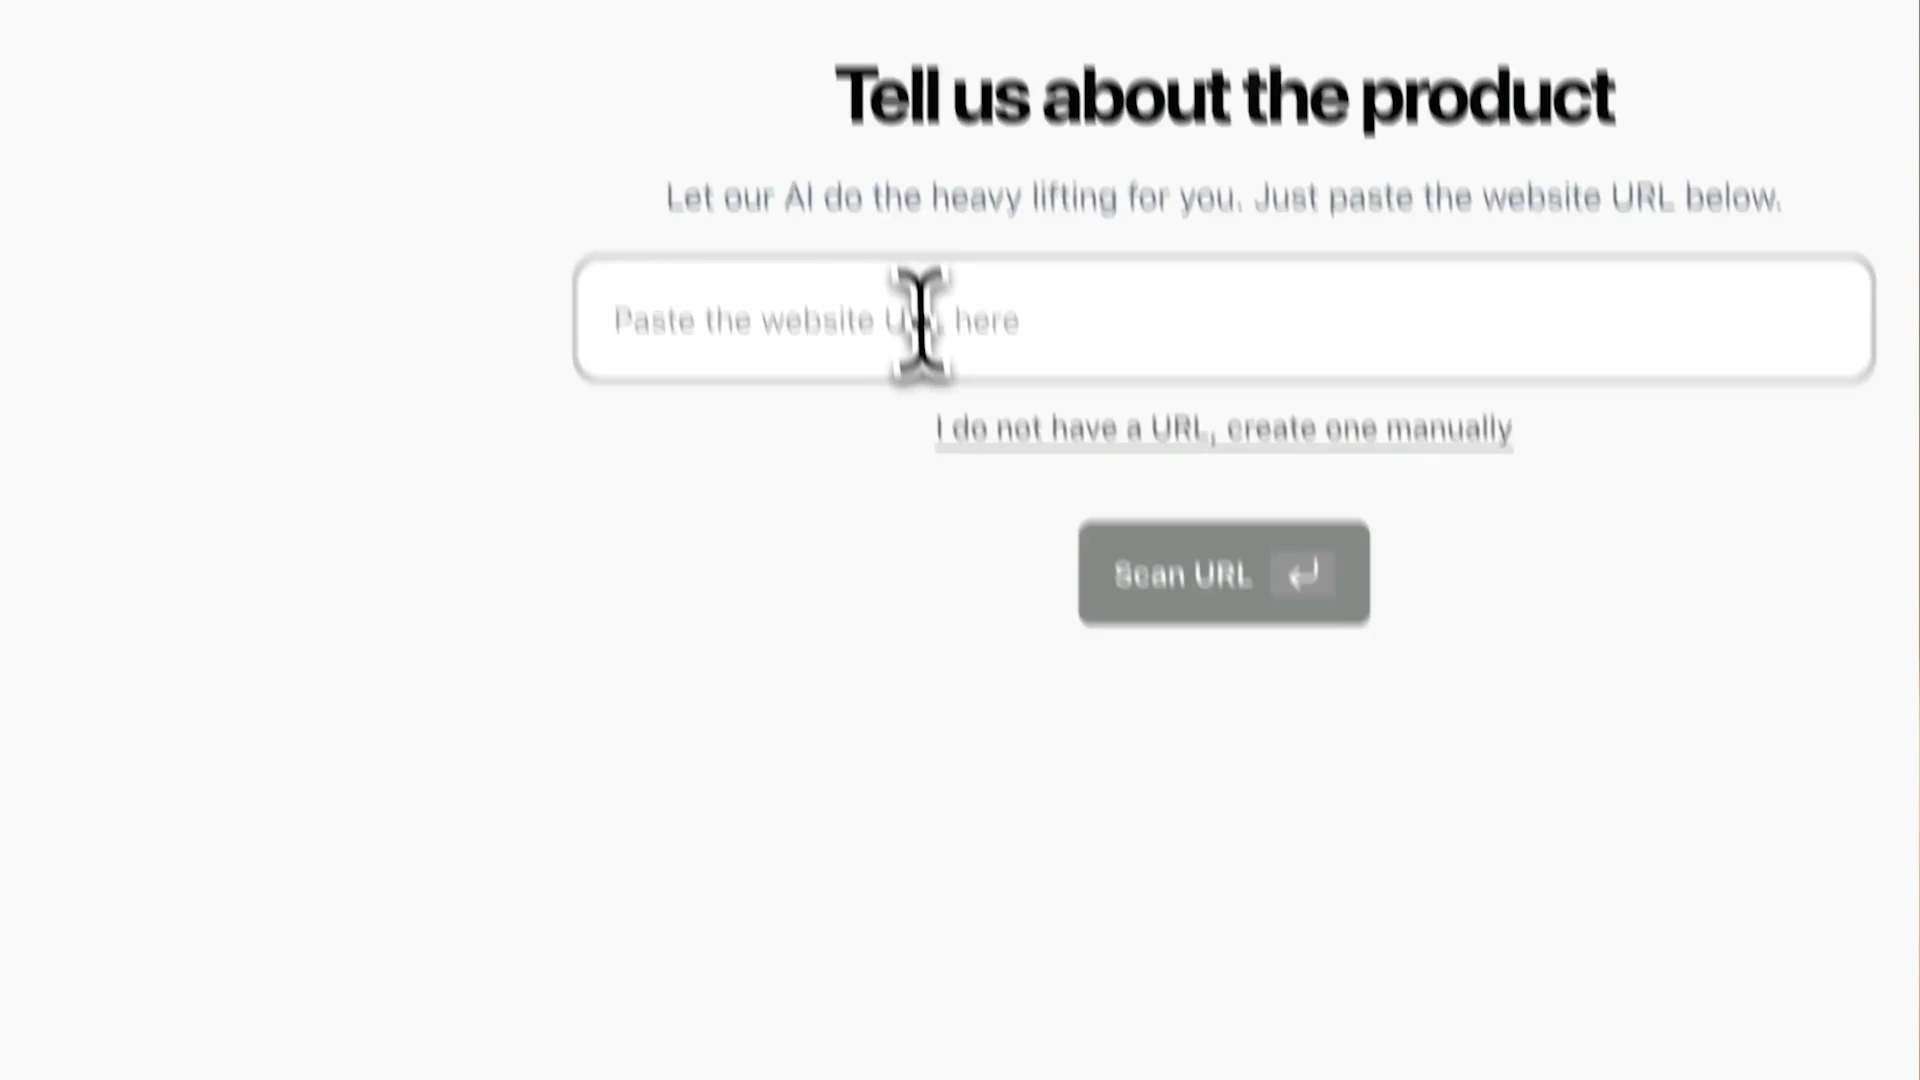 Tell us about the product
Let our AI do the heavy lifting for you. Just paste the website URL below.
Paste the website URL here
I do not have a URL, create one manually
Scan URL